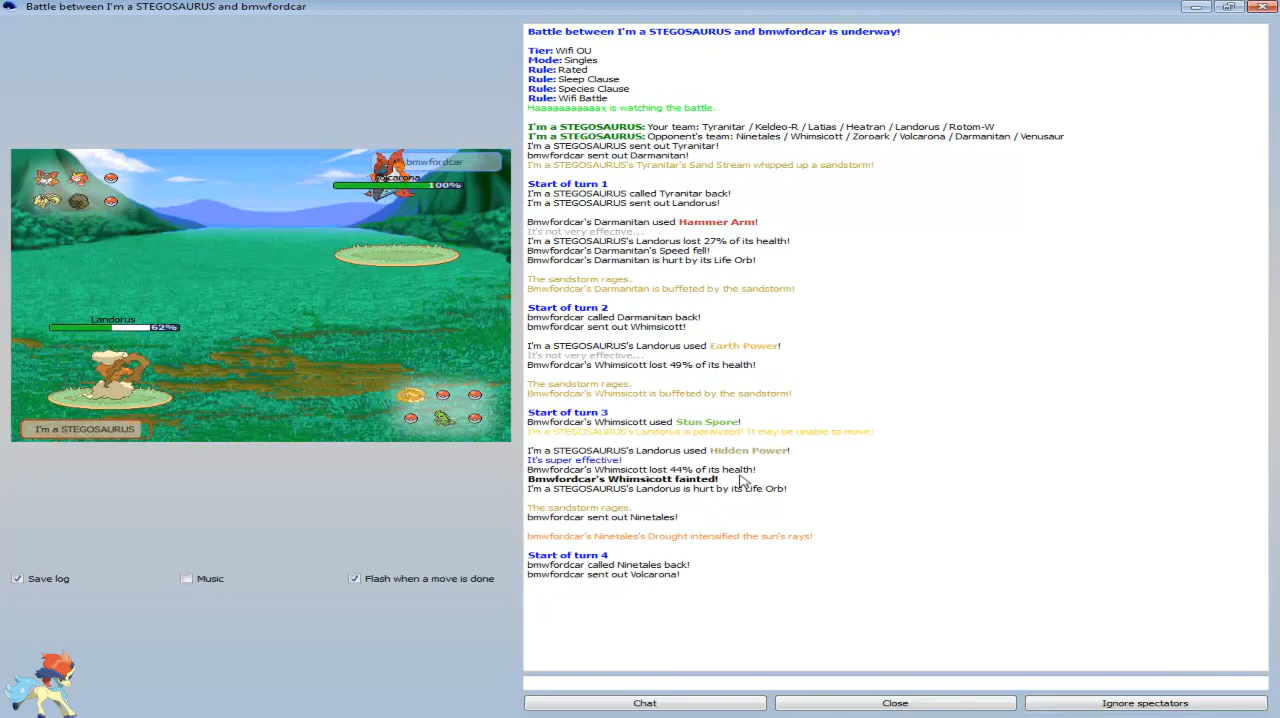 Battle between I'm a STEGOSAURUS and bmwfordcar
bmwfordcar
100%
Landorus
62%
I'm a STEGOSAURUS
Save log
Music
Flash when a move is done
Battle between I'm a STEGOSAURUS and bmwfordcar is underway!
Tier: Wifi OU
Mode: Singles
Rule: Rated
Rule: Sleep Clause
Rule: Species Clause
Rule: Wifi Battle
Haaaaaaaaaaax is watching the battle.
I'm a STEGOSAURUS: Your team: Tyranitar / Keldeo-R / Latias / Heatran / Landorus / Rotom-W
I'm a STEGOSAURUS: Opponent's team: Ninetales / Whimsicott / Zoroark / Volcarona / Darmanitan / Venusaur
I'm a STEGOSAURUS sent out Tyranitar!
bmwfordcar sent out Darmanitan!
I'm a STEGOSAURUS's Tyranitar's Sand Stream whipped up a sandstorm!
Start of turn 1
I'm a STEGOSAURUS called Tyranitar back!
I'm a STEGOSAURUS sent out Landorus!
Bmwfordcar's Darmanitan used Hammer Arm!
It's not very effective...
I'm a STEGOSAURUS's Landorus lost 27% of its health!
Bmwfordcar's Darmanitan's Speed fell!
Bmwfordcar's Darmanitan is hurt by its Life Orb!
The sandstorm rages.
Bmwfordcar's Darmanitan is buffeted by the sandstorm!
Start of turn 2
bmwfordcar called Darmanitan back!
bmwfordcar sent out Whimsicott!
I'm a STEGOSAURUS's Landorus used Earth Power!
It's not very effective...
Bmwfordcar's Whimsicott lost 49% of its health!
The sandstorm rages.
Bmwfordcar's Whimsicott is buffeted by the sandstorm!
Start of turn 3
Bmwfordcar's Whimsicott used Stun Spore!
I'm a STEGOSAURUS's Landorus is paralyzed! It may be unable to move!
I'm a STEGOSAURUS's Landorus used Hidden Power!
It's super effective!
Bmwfordcar's Whimsicott lost 44% of its health!
Bmwfordcar's Whimsicott fainted!
I'm a STEGOSAURUS's Landorus is hurt by its Life Orb!
The sandstorm rages.
bmwfordcar sent out Ninetales!
bmwfordcar's Ninetales's Drought intensified the sun's rays!
Start of turn 4
bmwfordcar called Ninetales back!
bmwfordcar sent out Volcarona!
Chat
Close
Ignore spectators